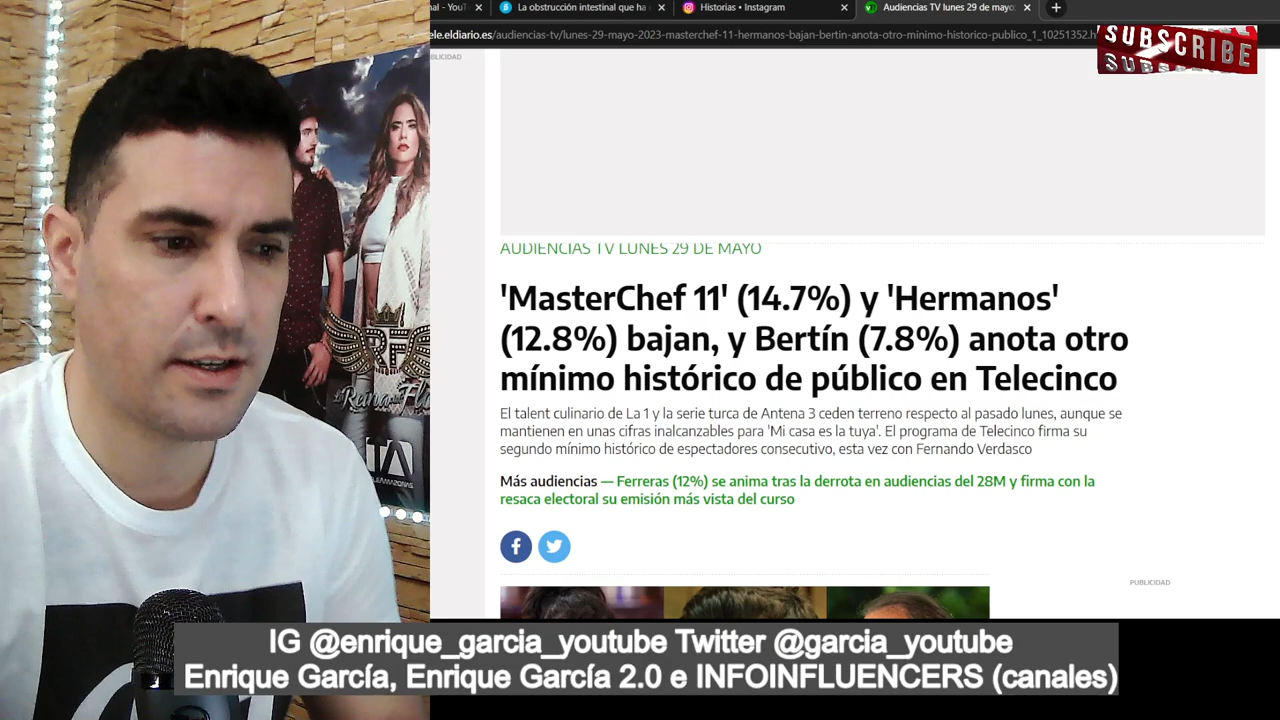 nal - YouT
La obstrucción intestinal que ha
Historias • Instagram
Audiencias TV lunes 29 de mayo
ele.eldiario.es/audiencias-tv/lunes-29-mayo-2023-masterchef-11-hermanos-bajan-bertin-anota-otro-minimo-historico-publico_1_10251352.h
SUBSCRIBE
BLICIDAD
AUDIENCIAS TV LUNES 29 DE MAYO
'MasterChef 11' (14.7%) y 'Hermanos'
(12.8%) bajan, y Bertín (7.8%) anota otro
mínimo histórico de público en Telecinco
El talent culinario de La 1 y la serie turca de Antena 3 ceden terreno respecto al pasado lunes, aunque se
mantienen en unas cifras inalcanzables para 'Mi casa es la tuya'. El programa de Telecinco firma su
segundo mínimo histórico de espectadores consecutivo, esta vez con Fernando Verdasco
Más audiencias — Ferreras (12%) se anima tras la derrota en audiencias del 28M y firma con la
resaca electoral su emisión más vista del curso
PUBLICIDAD
RFG
IG @enrique_garcia_youtube Twitter @garcia_youtube
Enrique García, Enrique García 2.0 e INFOINFLUENCERS (canales)